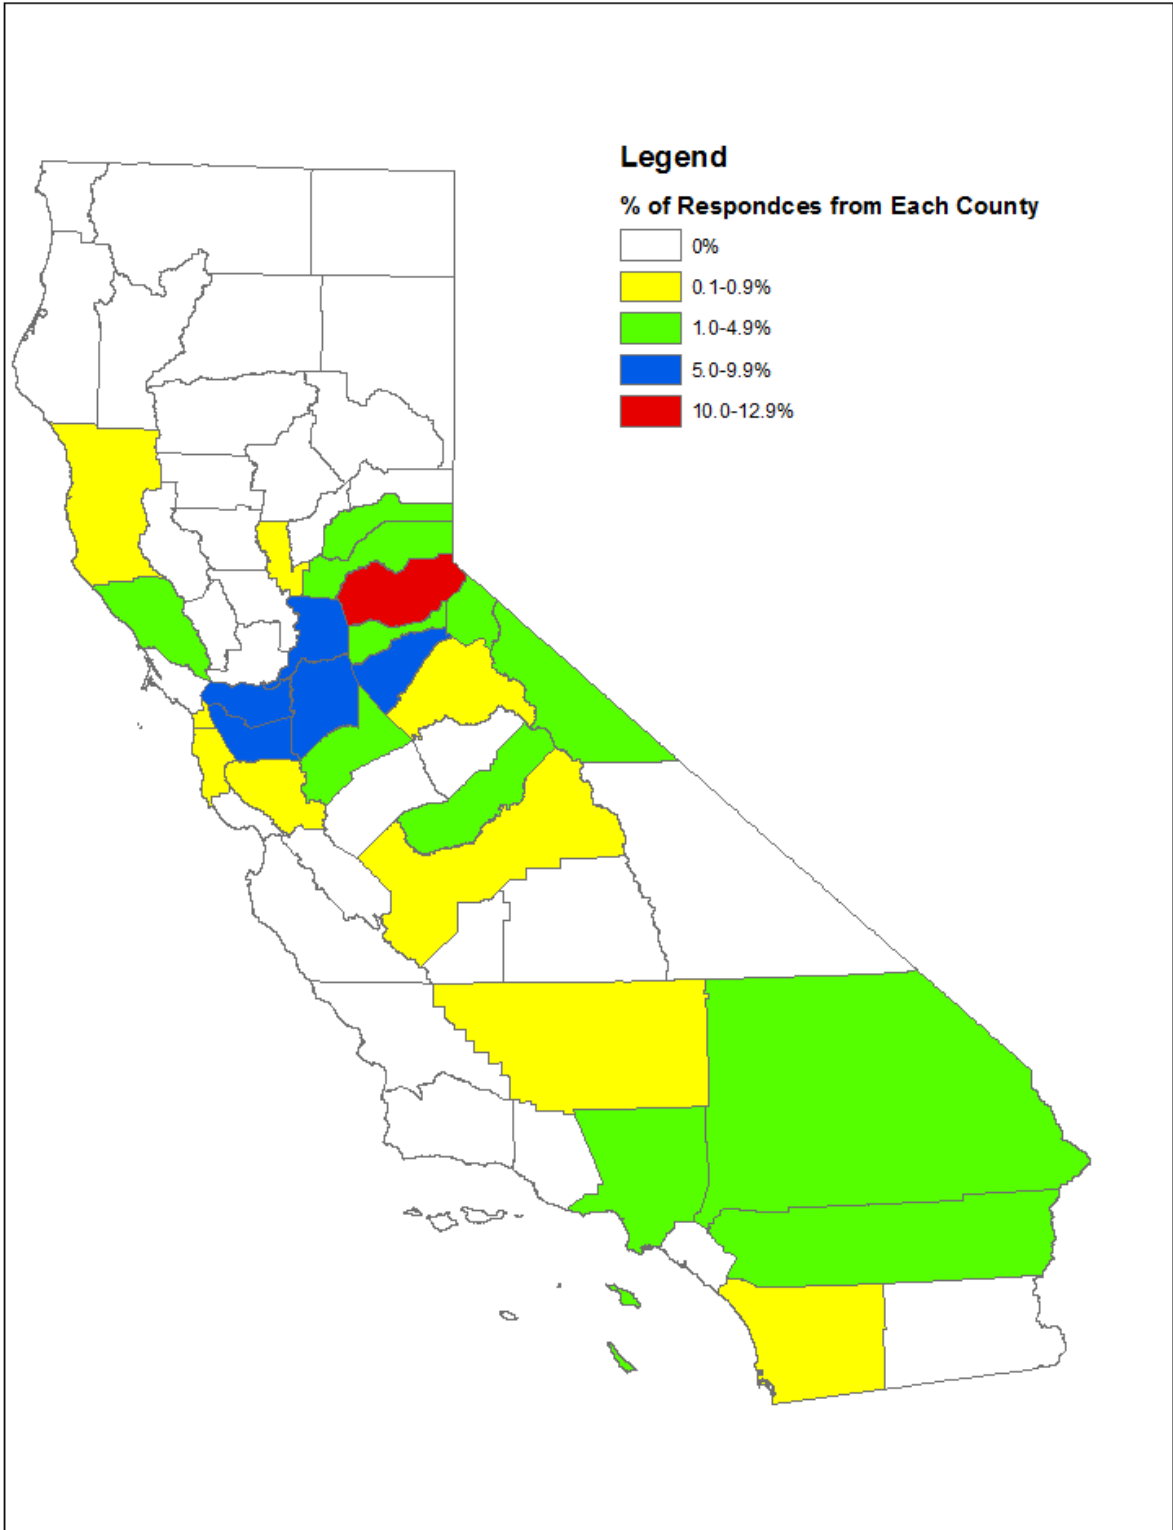 Legend
% of Respondces from Each County
0%
0.1-0.9%
1.0-4.9%
5.0-9.9%
10.0-12.9%